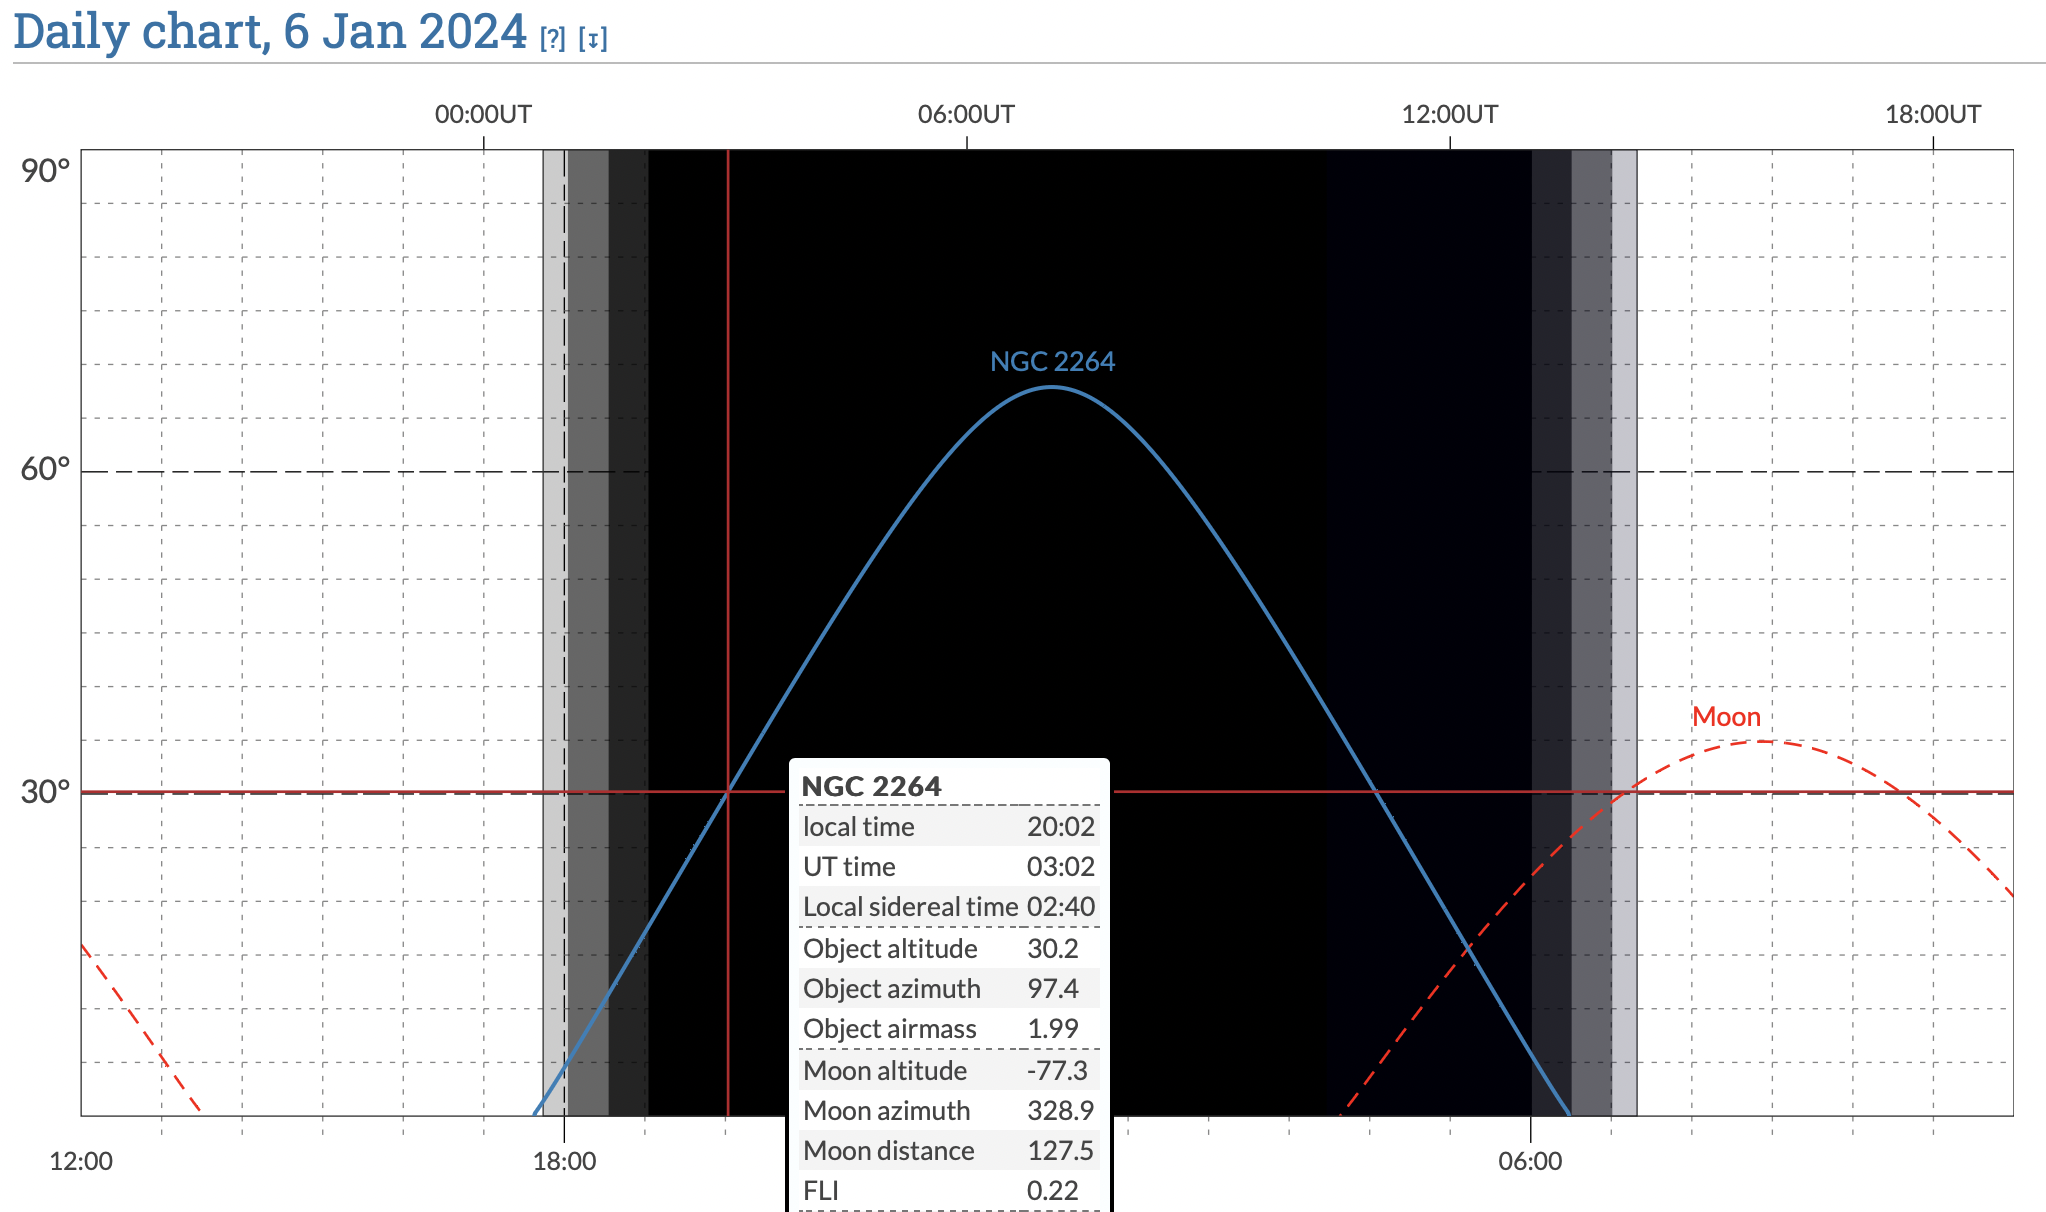 Daily chart, 6 Jan 2024 [?] [↧]
00:00UT 06:00UT 12:00UT 18:00UT
90°
NGC 2264
60°
Moon
30°
NGC 2264
local time 20:02
UT time 03:02
Local sidereal time 02:40
Object altitude 30.2
Object azimuth 97.4
Object airmass 1.99
Moon altitude -77.3
Moon azimuth 328.9
Moon distance 127.5
FLI 0.22
12:00 18:00 06:00